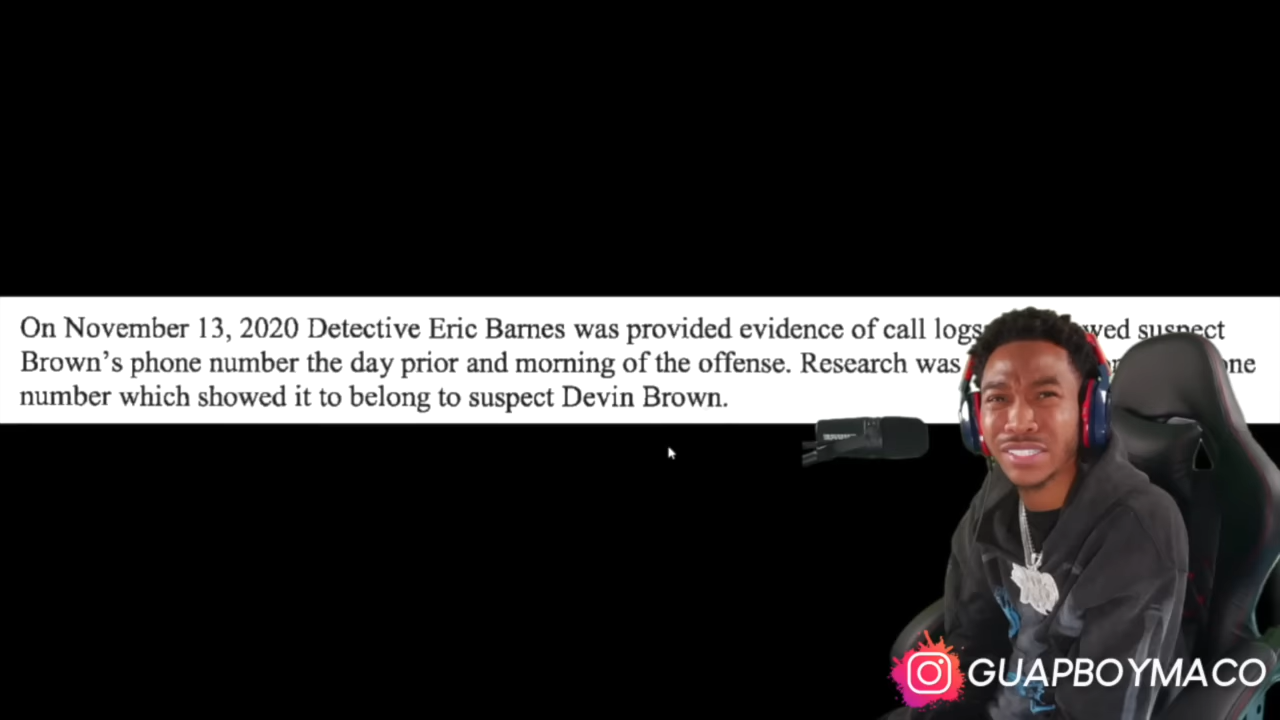 On November 13, 2020 Detective Eric Barnes was provided evidence of call logs suspect
Brown's phone number the day prior and morning of the offense. Research was
number which showed it to belong to suspect Devin Brown.
GUAPBOYMACO